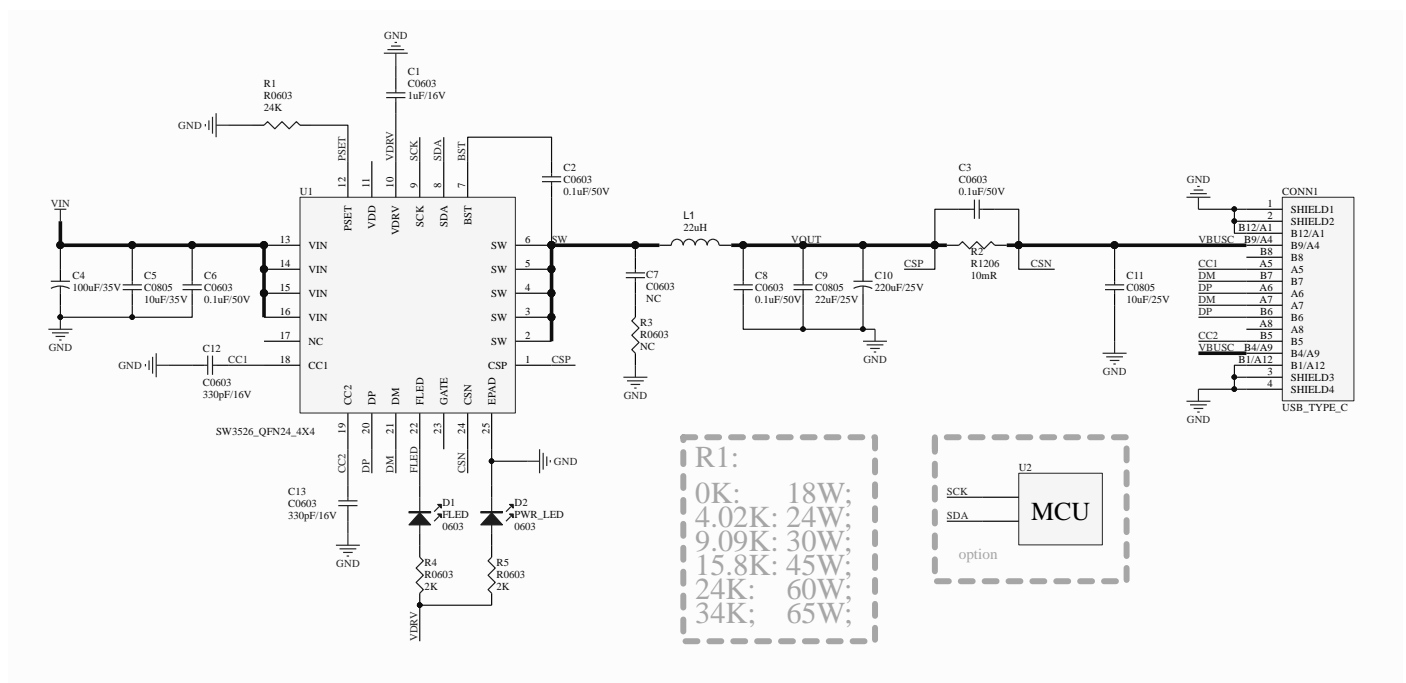 GND
C1
C0603
1uF/16V
R1
R0603
24K
GND
PSET
VDRV
SCK
SDA
BST
12
11
10
9
8
7
C2
C0603
0.1uF/50V
C3
C0603
0.1uF/50V
GND
CONN1
U1
PSET
VDD
VDRV
SCK
SDA
BST
VIN
13
14
15
16
17
18
VIN
VIN
VIN
VIN
NC
CC1
SW
SW
SW
SW
SW
CSP
6
5
4
3
2
1
SW
CSP
L1
22uH
VOUT
CSP
R2
R1206
10mR
CSN
C4
100uF/35V
C5
C0805
10uF/35V
C6
C0603
0.1uF/50V
GND
C7
C0603
NC
R3
R0603
NC
GND
C8
C0603
0.1uF/50V
C9
C0805
22uF/25V
C10
220uF/25V
GND
C11
C0805
10uF/25V
GND
1
2
B12/A1
VBUSC B9/A4
B8
CC1 A5
DM B7
DP A6
DM A7
DP B6
A8
CC2 B5
VBUSC B4/A9
B1/A12
3
4
SHIELD1
SHIELD2
B12/A1
B9/A4
B8
A5
B7
A6
A7
B6
A8
B5
B4/A9
B1/A12
SHIELD3
SHIELD4
GND
USB_TYPE_C
GND
C12
CC1
C0603
330pF/16V
CC2
DP
DM
FLED
GATE
CSN
EPAD
SW3526_QFN24_4X4
19
20
21
22
23
24
25
CC2
DP
DM
FLED
CSN
GND
C13
C0603
330pF/16V
GND
D1
FLED
0603
D2
PWR_LED
0603
R4
R0603
2K
R5
R0603
2K
VDRV
R1:
0K: 18W;
4.02K: 24W;
9.09K: 30W;
15.8K: 45W;
24K: 60W;
34K; 65W;
U2
SCK
SDA
MCU
option